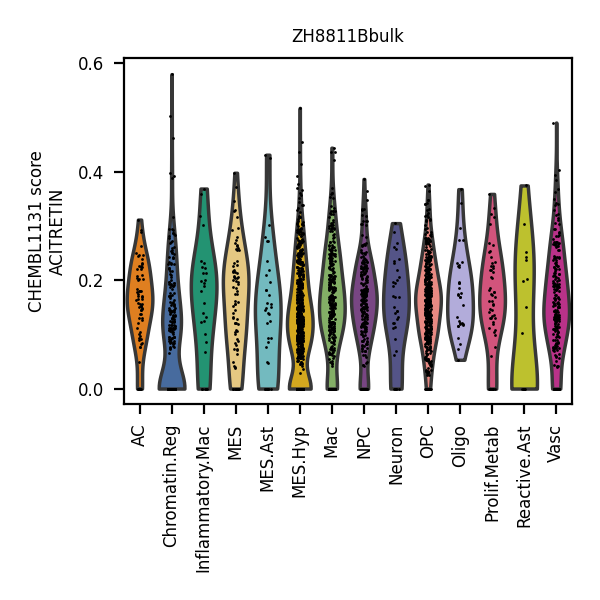 ZH8811Bbulk
CHEMBL1131 score
ACITRETIN
0.6
0.4
0.2
0.0
AC
Chromatin.Reg
Inflammatory.Mac
MES
MES.Ast
MES.Hyp
Mac
NPC
Neuron
OPC
Oligo
Prolif.Metab
Reactive.Ast
Vasc